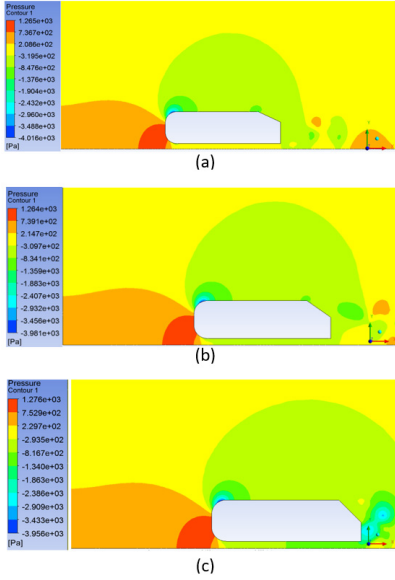 Pressure
Contour 1
1.265e+03
7.367e+02
2.086e+02
-3.195e+02
-8.476e+02
-1.376e+03
-1.904e+03
-2.432e+03
-2.960e+03
-3.488e+03
-4.016e+03
[Pa]
(a)
Pressure
Contour 1
1.264e+03
7.391e+02
2.147e+02
-3.097e+02
-8.341e+02
-1.359e+03
-1.883e+03
-2.407e+03
-2.932e+03
-3.456e+03
-3.981e+03
[Pa]
(b)
Pressure
Contour 1
1.276e+03
7.529e+02
2.297e+02
-2.935e+02
-8.167e+02
-1.340e+03
-1.863e+03
-2.386e+03
-2.909e+03
-3.433e+03
-3.956e+03
[Pa]
(c)